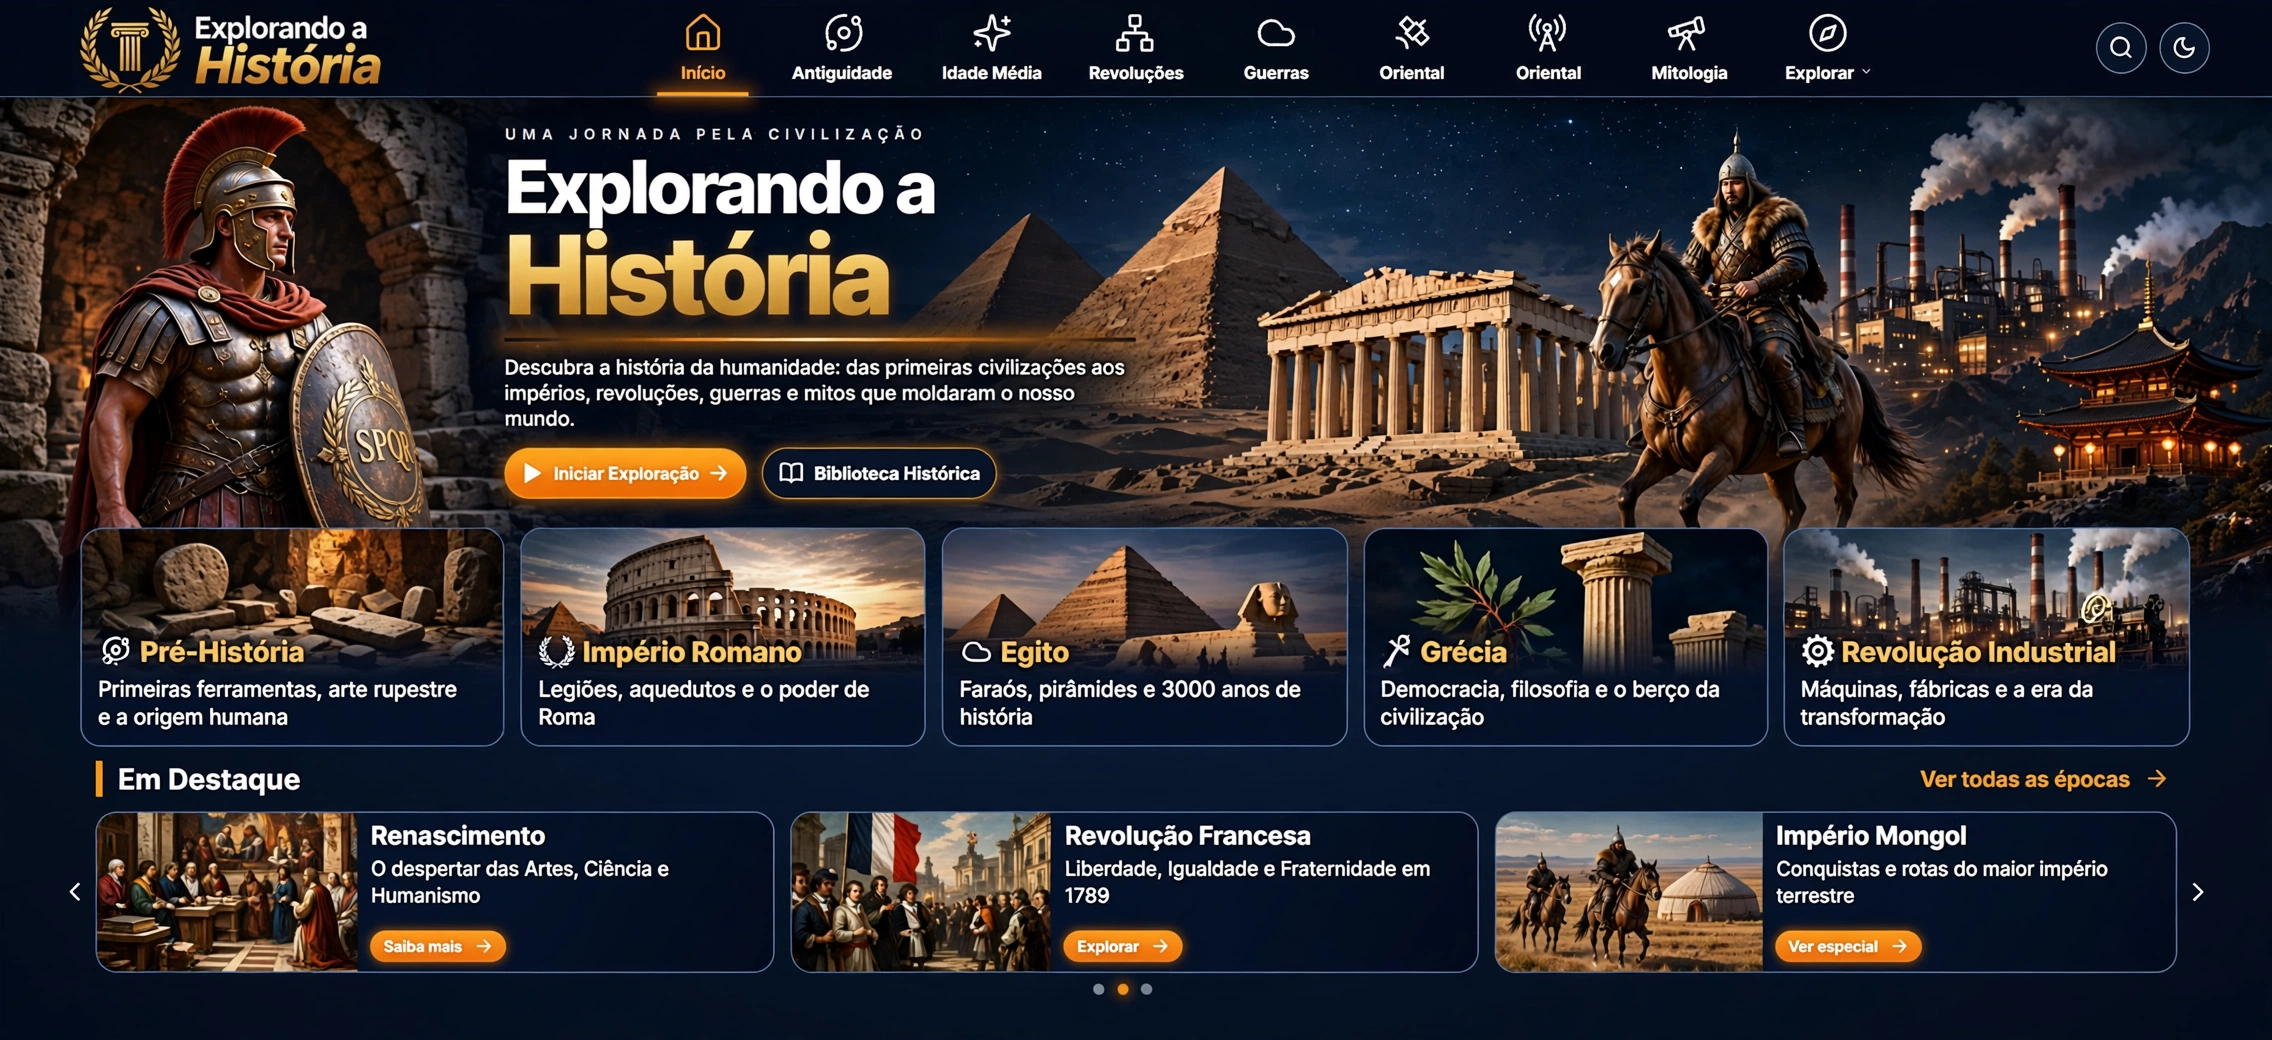 Explorando a
História
Início
Antiguidade
Idade Média
Revoluções
Guerras
Oriental
Oriental
Mitologia
Explorar
UMA JORNADA PELA CIVILIZAÇÃO
Explorando a
História
Descubra a história da humanidade: das primeiras civilizações aos
impérios, revoluções, guerras e mitos que moldaram o nosso
mundo.
Iniciar Exploração
Biblioteca Histórica
SPQR
Pré-História
Primeiras ferramentas, arte rupestre
e a origem humana
Império Romano
Legiões, aquedutos e o poder de
Roma
Egito
Faraós, pirâmides e 3000 anos de
história
Grécia
Democracia, filosofia e o berço da
civilização
Revolução Industrial
Máquinas, fábricas e a era da
transformação
Em Destaque
Ver todas as épocas
Renascimento
O despertar das Artes, Ciência e
Humanismo
Saiba mais
Revolução Francesa
Liberdade, Igualdade e Fraternidade em
1789
Explorar
Império Mongol
Conquistas e rotas do maior império
terrestre
Ver especial